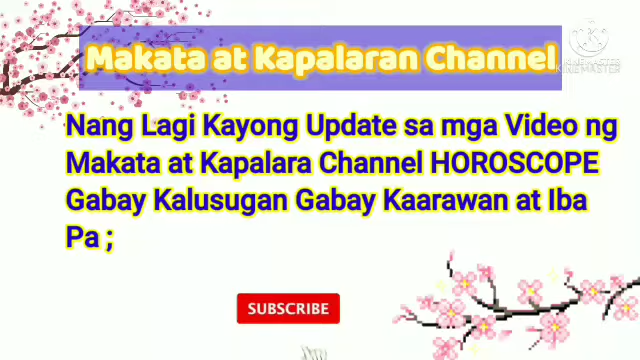 Makata at Kapalaran Channel
KINEMASTER
Nang Lagi Kayong Update sa mga Video ng
Makata at Kapalara Channel HOROSCOPE
Gabay Kalusugan Gabay Kaarawan at Iba
Pa ;
SUBSCRIBE